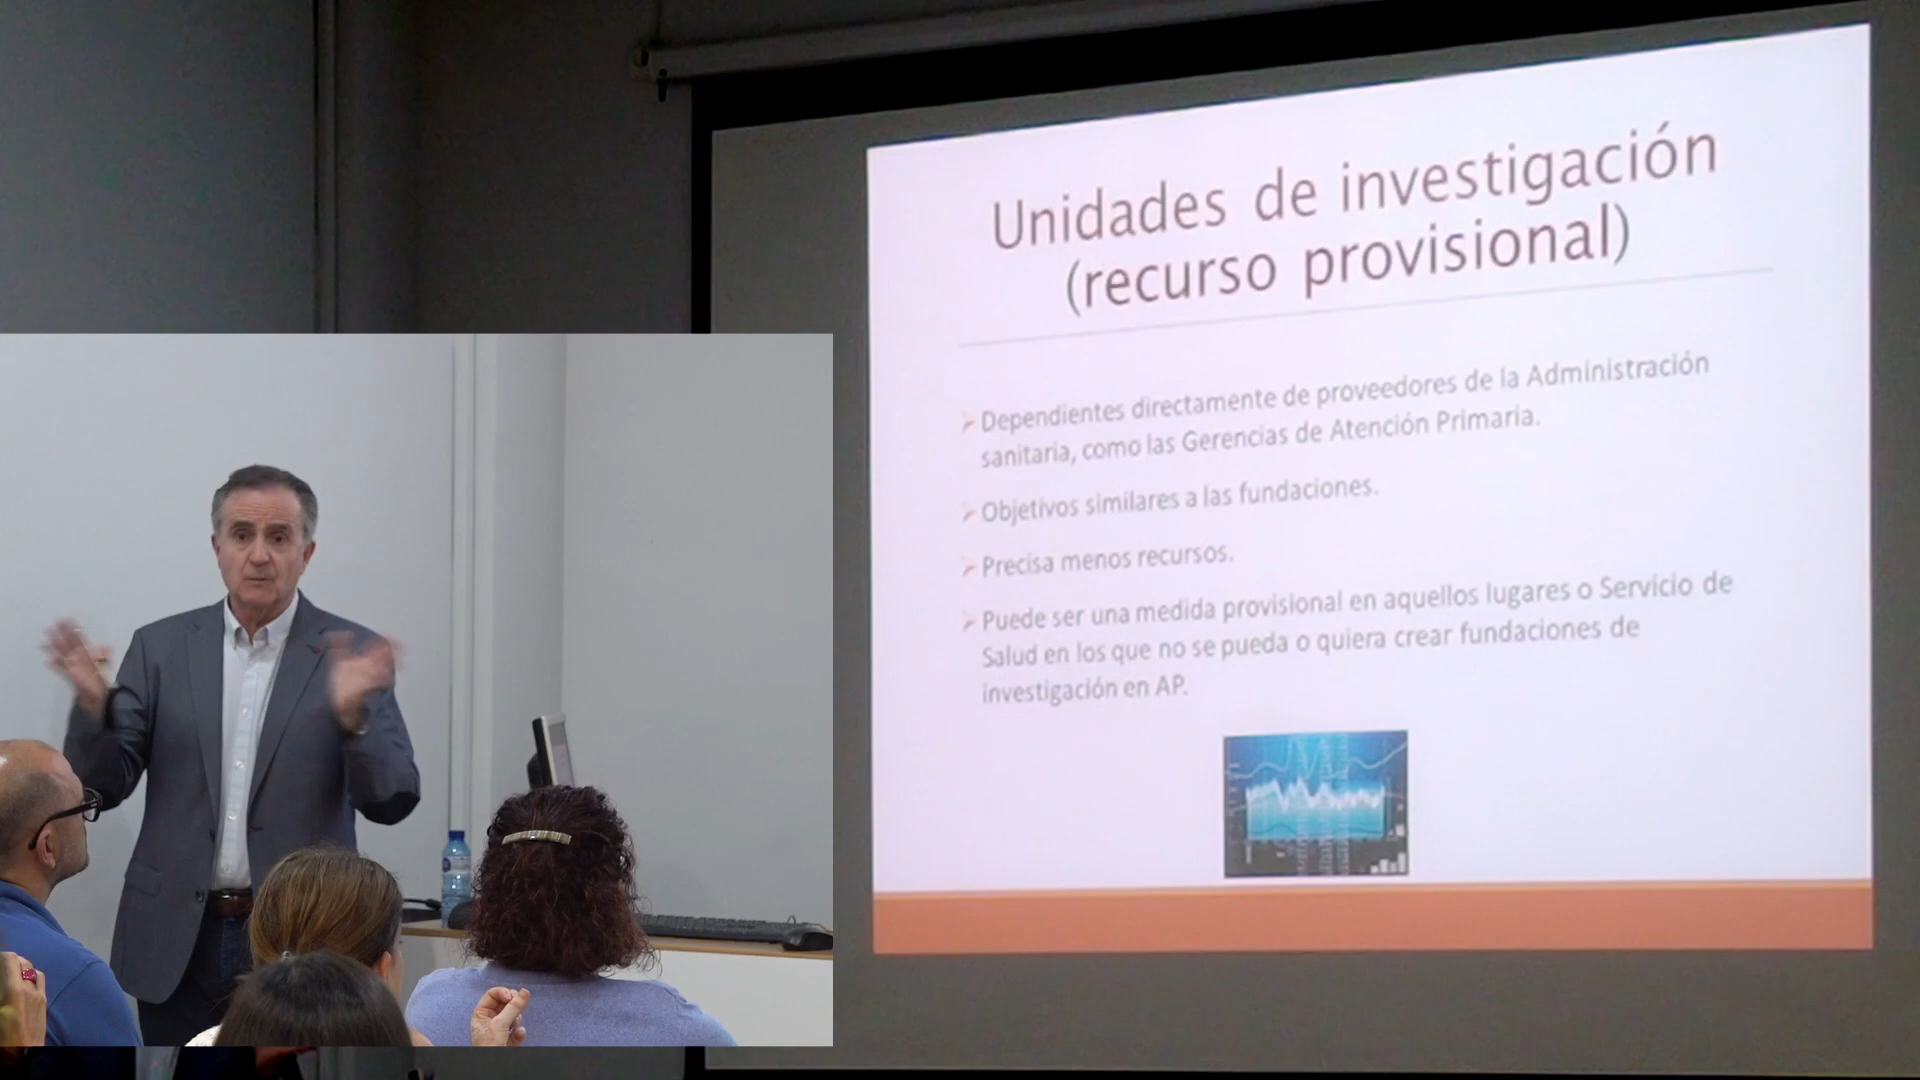 Unidades de investigación
(recurso provisional)
Dependientes directamente de proveedores de la Administración
sanitaria, como las Gerencias de Atención Primaria.
Objetivos similares a las fundaciones.
Precisa menos recursos.
Puede ser una medida provisional en aquellos lugares o Servicio de
Salud en los que no se pueda o quiera crear fundaciones de
investigación en AP.